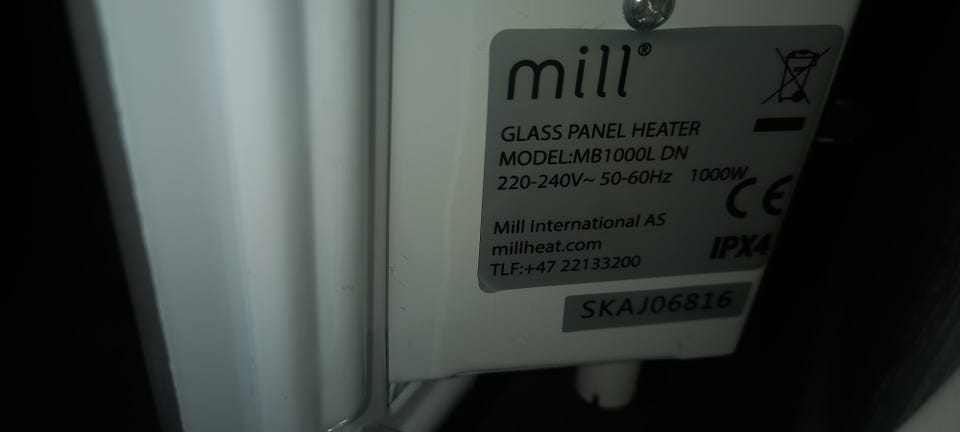 mill®
GLASS PANEL HEATER
MODEL:MB1000L DN
220-240V~ 50-60Hz 1000W
CE
Mill International AS
millheat.com
IPX4
TLF:+47 22133200
SKAJ06816